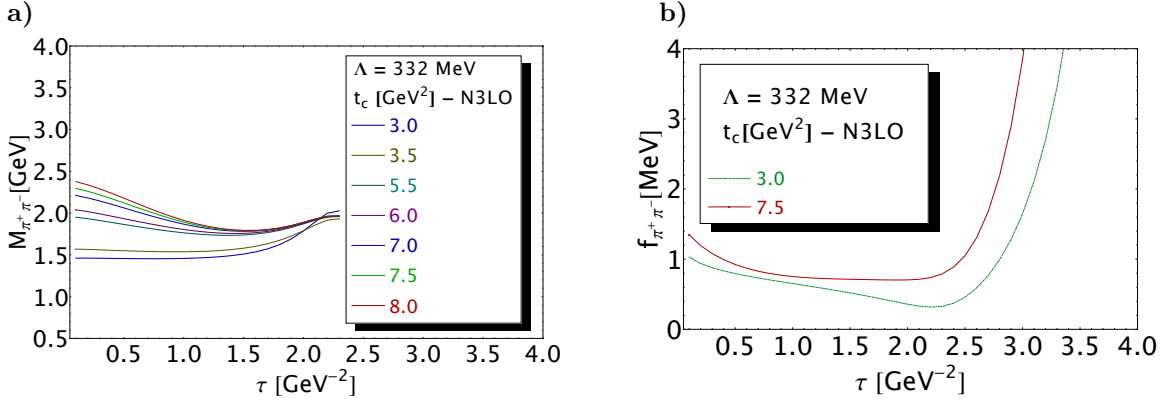 a)
4.0
3.5
3.0
2.5
2.0
1.5
1.0
0.5
M_{π⁺ π⁻}[GeV]
Λ = 332 MeV
t_c [GeV²] – N3LO
3.0
3.5
5.5
6.0
7.0
7.5
8.0
0.5 1.0 1.5 2.0 2.5 3.0 3.5 4.0
τ [GeV⁻²]
b)
4
3
2
1
0
f_{π⁺ π⁻}[MeV]
Λ = 332 MeV
t_c[GeV²] – N3LO
3.0
7.5
0.5 1.0 1.5 2.0 2.5 3.0 3.5 4.0
τ [GeV⁻²]